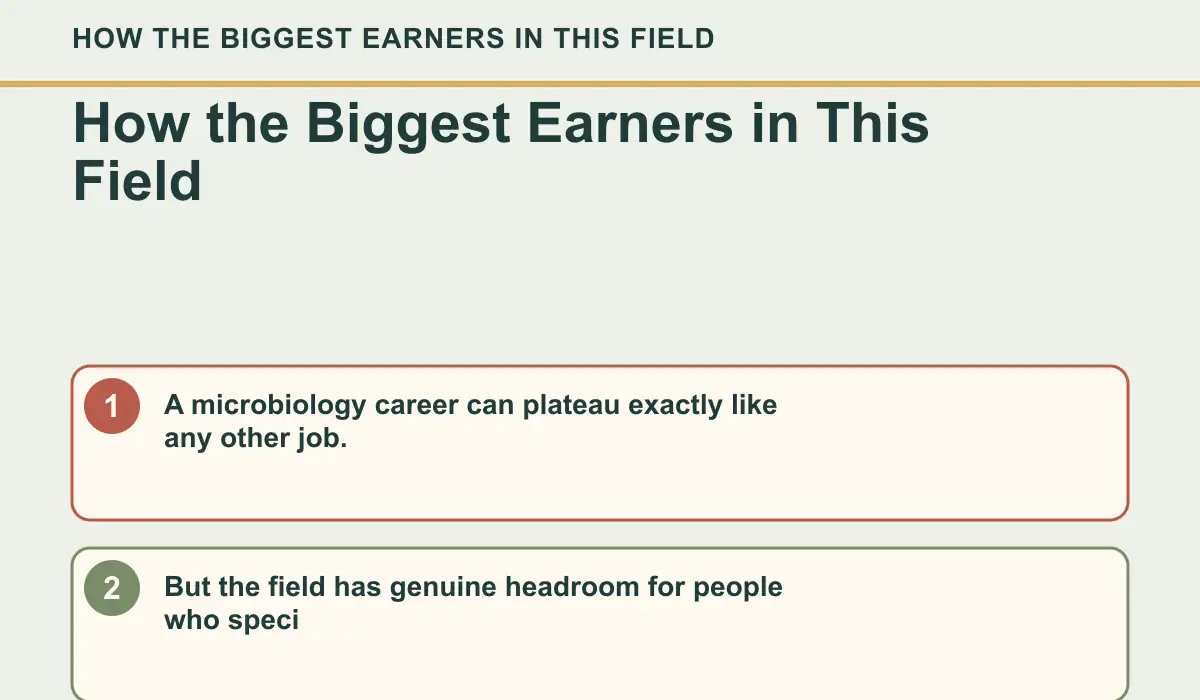 HOW THE BIGGEST EARNERS IN THIS FIELD
How the Biggest Earners in This
Field
1
A microbiology career can plateau exactly like
any other job.
2
But the field has genuine headroom for people
who speci